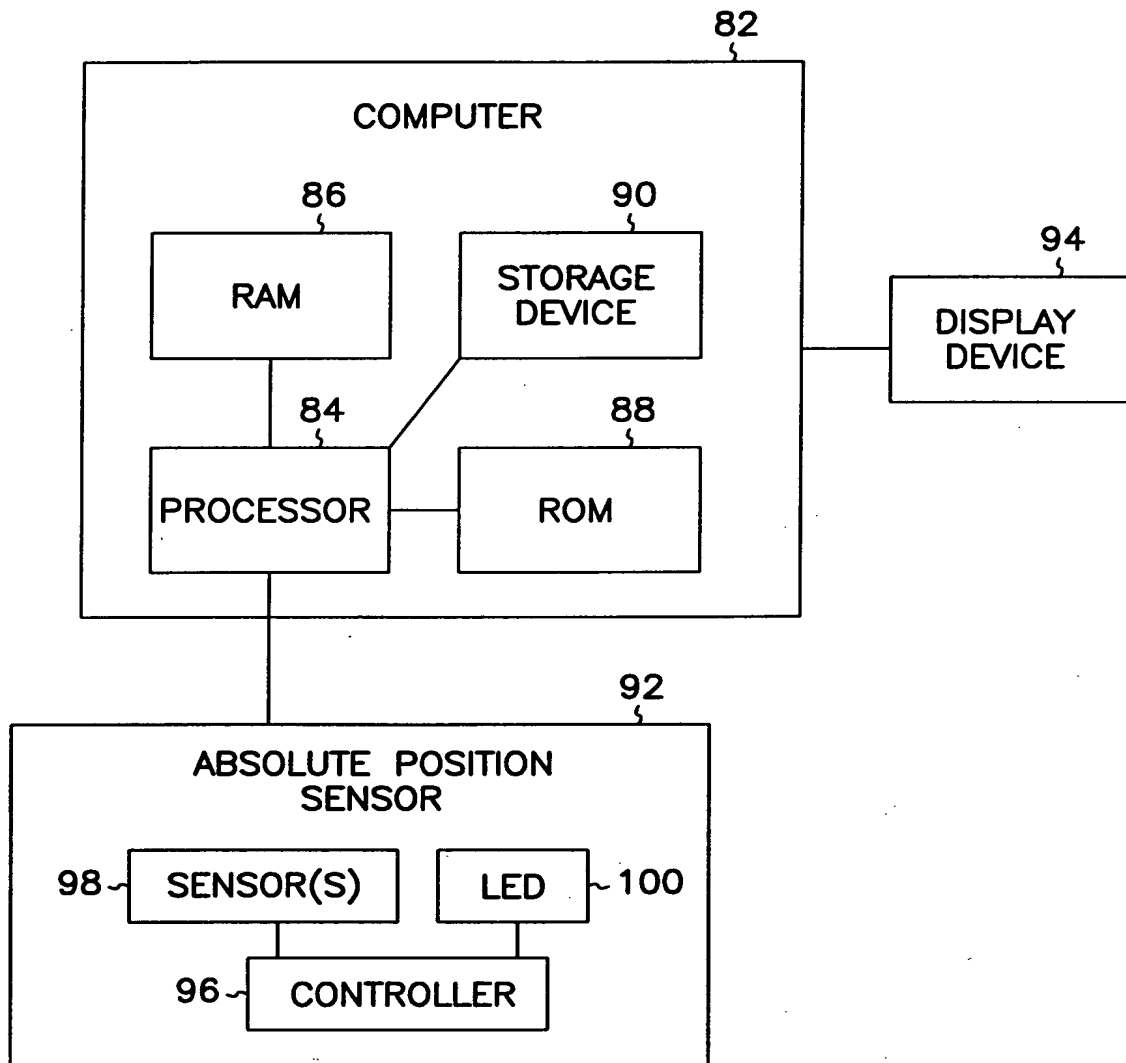 82
COMPUTER
86
90
RAM
STORAGE
DEVICE
94
DISPLAY
DEVICE
84
88
PROCESSOR
ROM
92
ABSOLUTE POSITION
SENSOR
98
SENSOR(S)
LED
100
96
CONTROLLER